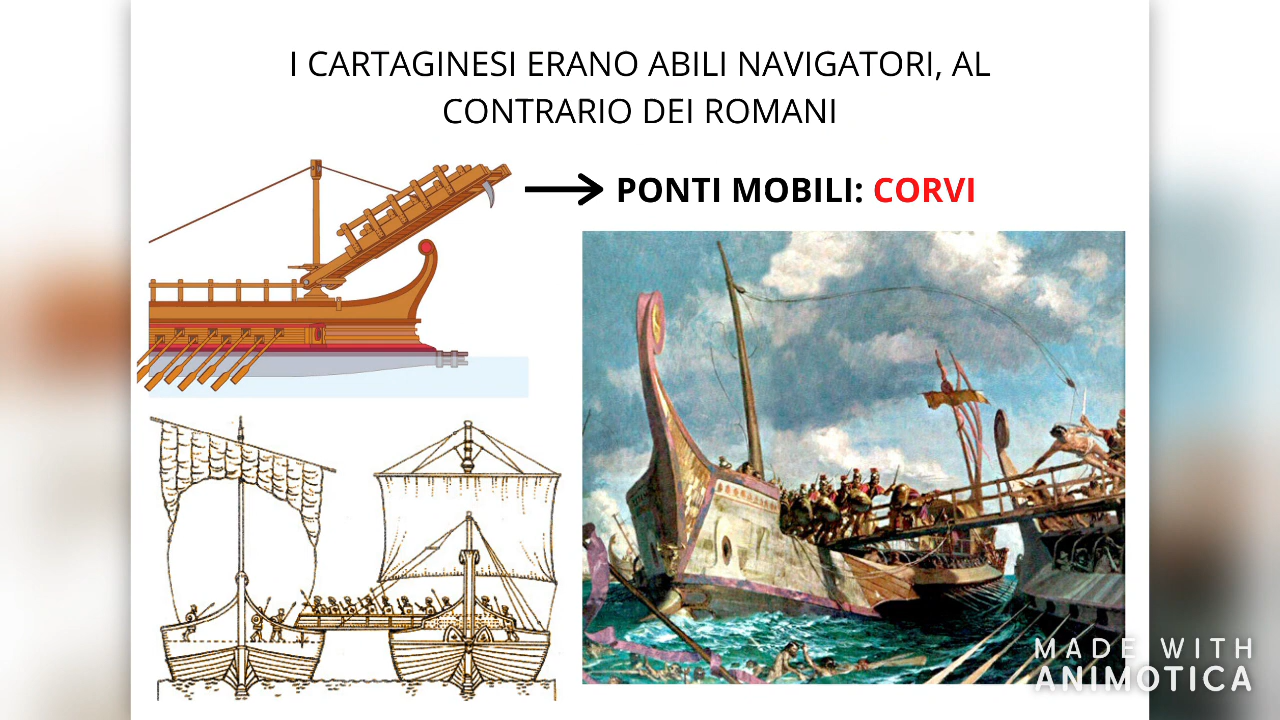 I CARTAGINESI ERANO ABILI NAVIGATORI, AL
CONTRARIO DEI ROMANI
PONTI MOBILI: CORVI
MADE WITH
ANIMOTICA